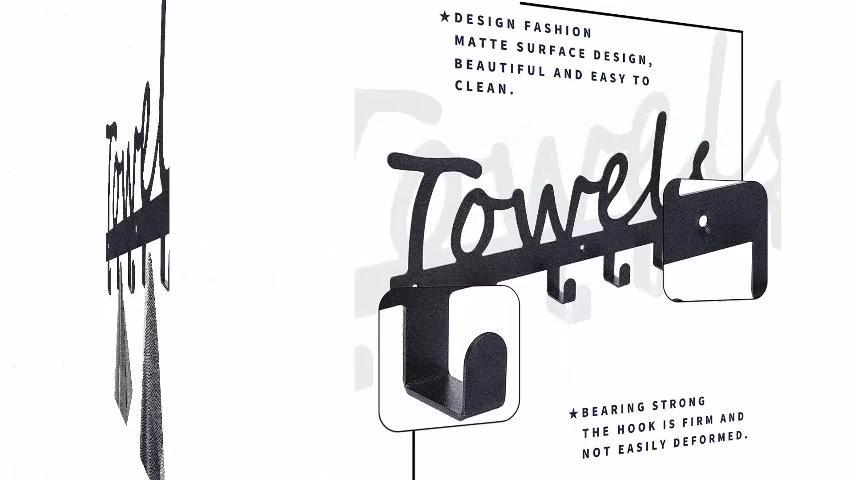 ★DESIGN FASHION
MATTE SURFACE DESIGN,
BEAUTIFUL AND EASY TO
CLEAN.
Towels
Towels
★BEARING STRONG
THE HOOK IS FIRM AND
NOT EASILY DEFORMED.